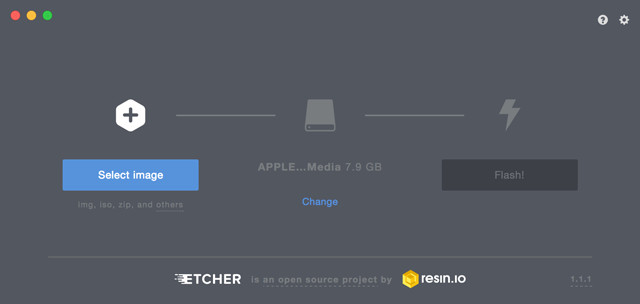 Select image
APPLE...Media 7.9 GB
Flash!
img, iso, zip, and others
Change
ETCHER is an open source project by resin.io
1.1.1